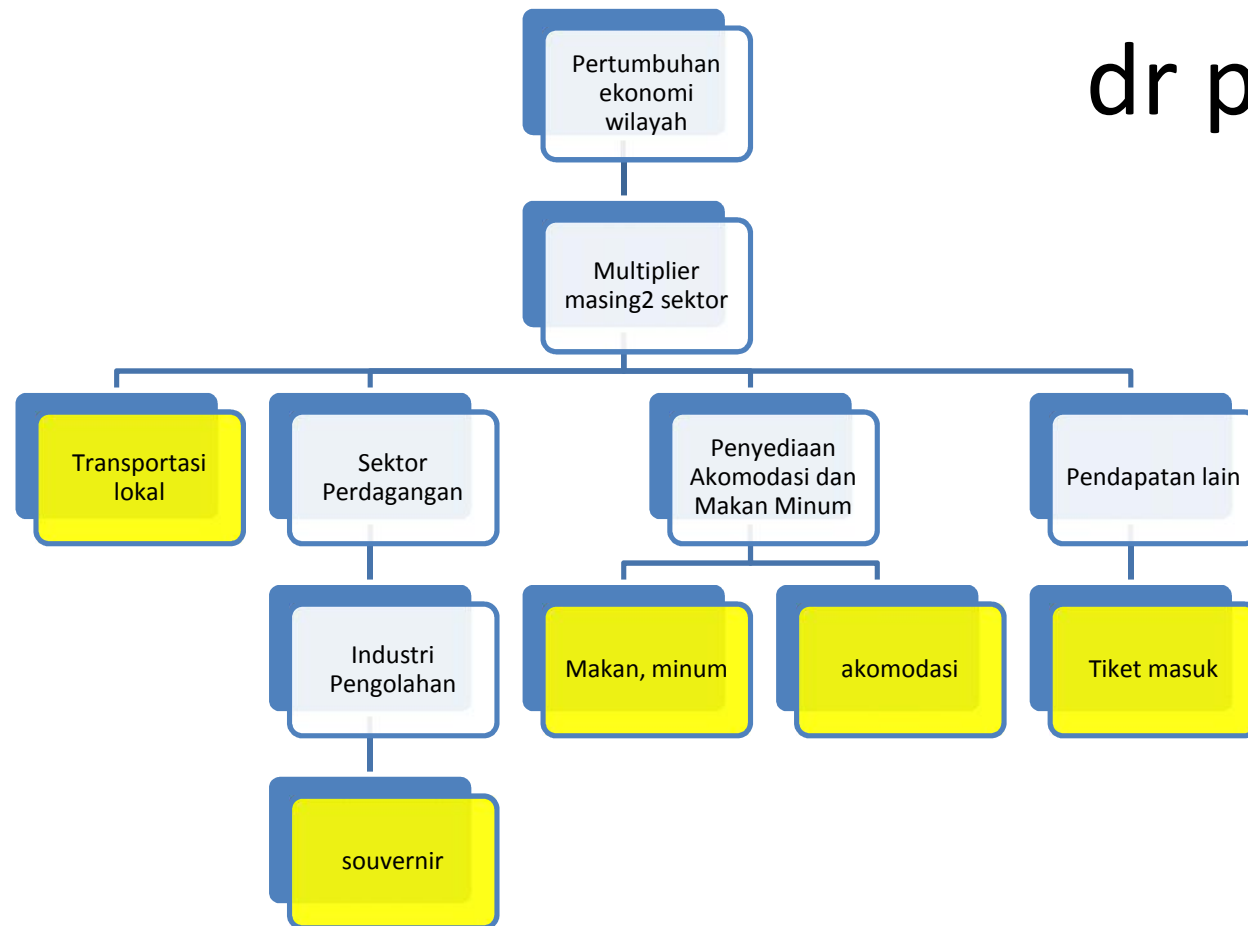 dr p
Pertumbuhan
ekonomi
wilayah
Multiplier
masing2 sektor
Transportasi
lokal
Sektor
Perdagangan
Penyediaan
Akomodasi dan
Makan Minum
Pendapatan lain
Industri
Pengolahan
Makan, minum
akomodasi
Tiket masuk
souvernir